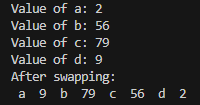 Value of a: 2
Value of b: 56
Value of c: 79
Value of d: 9
After swapping:
 a  9  b  79  c  56  d  2